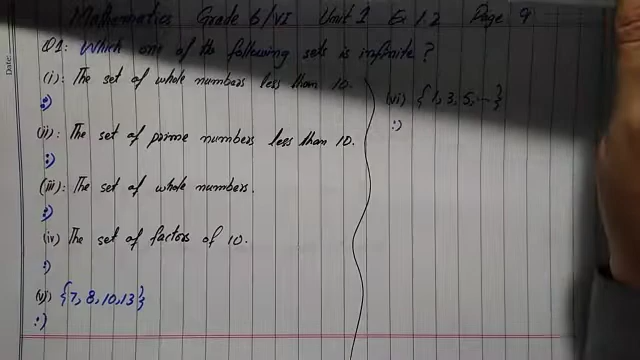 Mathematics Grade 6/VI Unit 1 Ex 1.2 Page 9
Date:
Q1: Which one of the following sets is infinite?
(i): The set of whole numbers less than 10.
:)
(ii): The set of prime numbers less than 10.
:)
(iii): The set of whole numbers.
:)
(iv) The set of factors of 10.
:)
(v) {7, 8, 10, 13}
:)
(vi) {1, 3, 5, ---}
:)